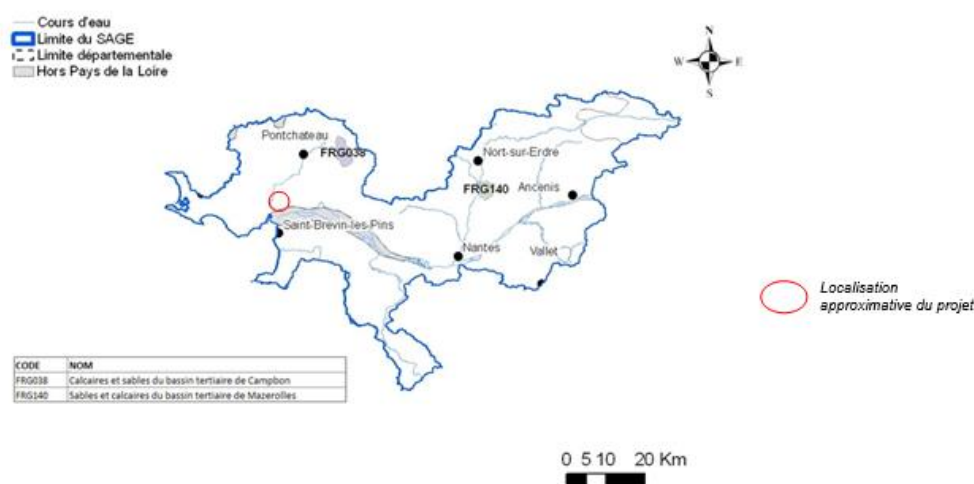 Cours d'eau
Limite du SAGE
Limite départementale
Hors Pays de la Loire
N
W E
S
Pontchateau
FRG038
Nort-sur-Erdre
FRG140
Ancenis
Saint-Brevin-les-Pins
Nantes
Vallet
Localisation
approximative du projet
CODE NOM
FRG038 Calcaires et sables du bassin tertiaire de Campbon
FRG140 Sables et calcaires du bassin tertiaire de Mazerolles
0 5 10 20 Km